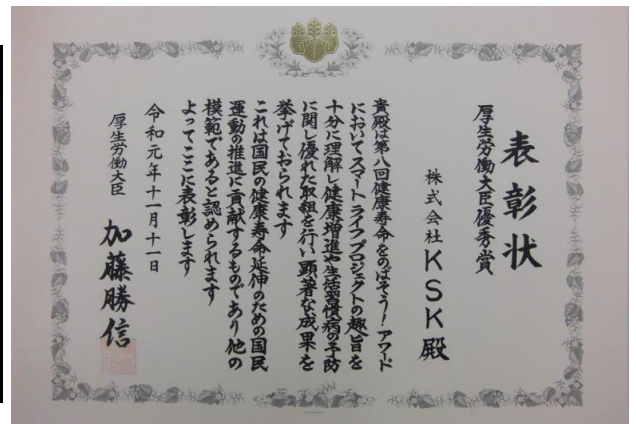 表彰状
厚生労働大臣優秀賞
株式会社KSK殿
貴殿は第八回健康寿命をのばそう!アワード
においてスマートライフプロジェクトの趣旨を
十分に理解し健康増進や生活習慣病の予防
に関し優れた取組を行い顕著な成果を
挙げておられます
これは国民の健康寿命延伸のための国民
運動の推進に貢献するものであり他の
模範であると認められます
よってここに表彰します
令和元年十一月十一日
厚生労働大臣
加藤勝信